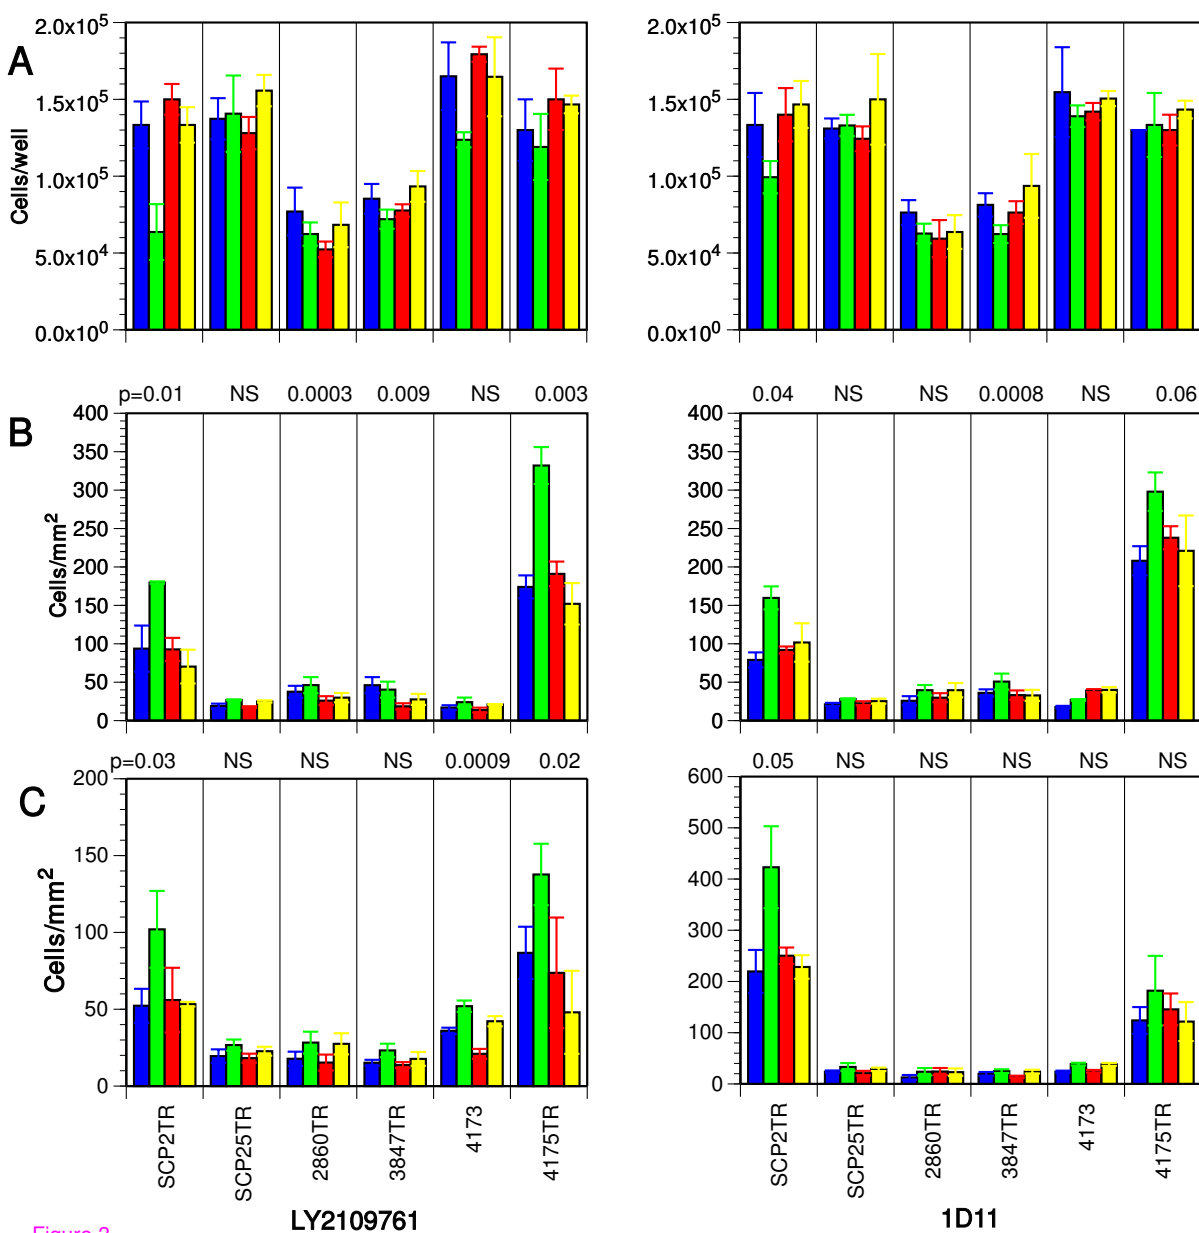 A
Cells/well
2.0x10⁵
1.5x10⁵
1.0x10⁵
5.0x10⁴
0.0x10⁰
2.0x10⁵
1.5x10⁵
1.0x10⁵
5.0x10⁴
0.0x10⁰
B
Cells/mm²
p=0.01 NS 0.0003 0.009 NS 0.003
400
350
300
250
200
150
100
50
0
0.04 NS NS 0.0008 NS 0.06
400
350
300
250
200
150
100
50
0
C
Cells/mm²
p=0.03 NS NS NS 0.0009 0.02
200
150
100
50
0
0.05 NS NS NS NS NS
600
500
400
300
200
100
0
SCP2TR
SCP25TR
2860TR
3847TR
4173
4175TR
SCP2TR
SCP25TR
2860TR
3847TR
4173
4175TR
LY2109761
1D11